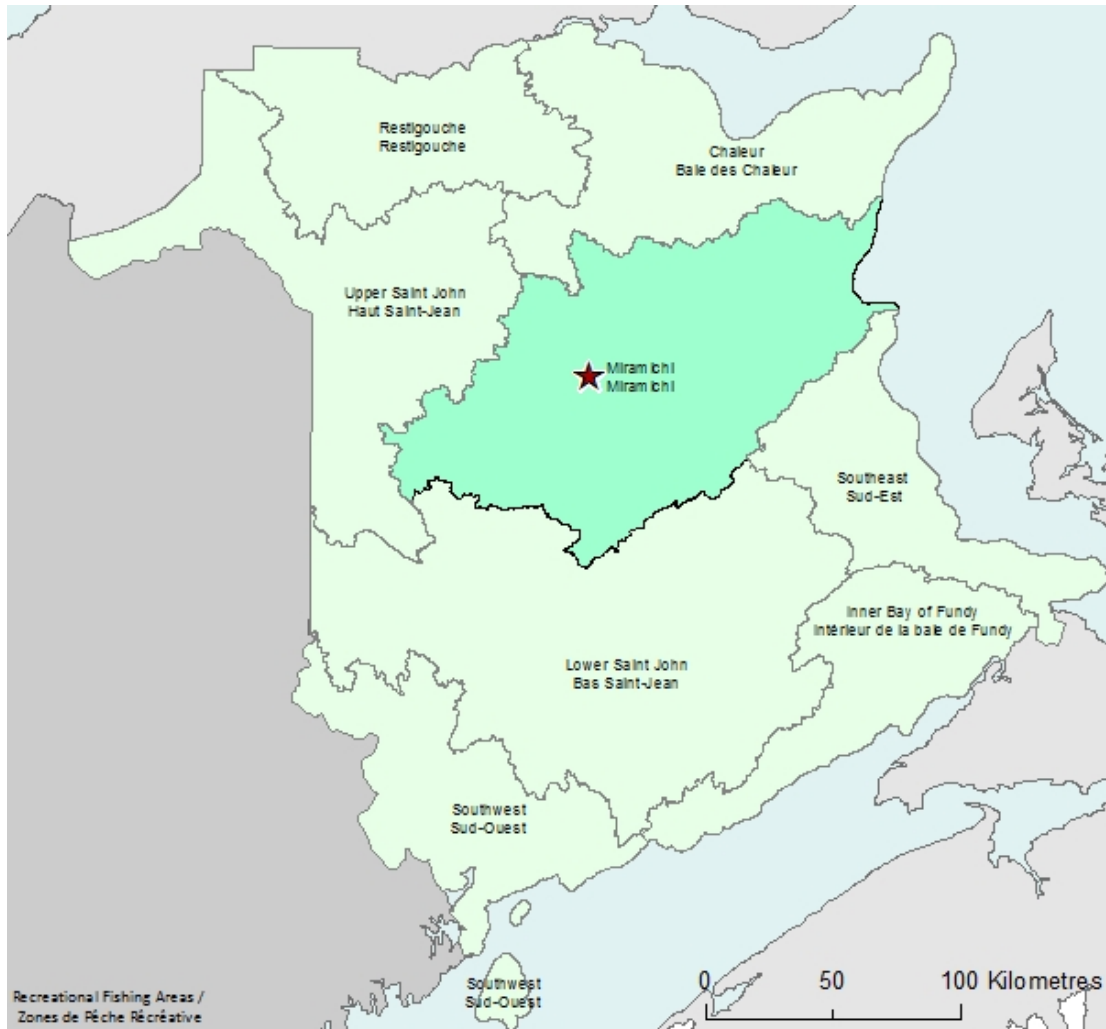 Restigouche
Restigouche
Chaleur
Baie des Chaleur
Upper Saint John
Haut Saint-Jean
Miramichi
Miramichi
Southeast
Sud-Est
Inner Bay of Fundy
Intérieur de la baie de Fundy
Lower Saint John
Bas Saint-Jean
Southwest
Sud-Ouest
Southwest
Sud-Ouest
0 50 100 Kilometres
Recreational Fishing Areas /
Zones de Pêche Récréative